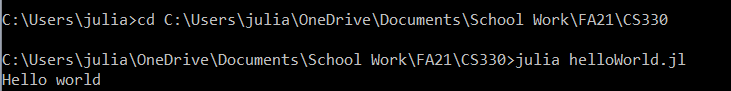 C:\Users\julia>cd C:\Users\julia\OneDrive\Documents\School Work\FA21\CS330
C:\Users\julia\OneDrive\Documents\School Work\FA21\CS330>julia helloWorld.jl
Hello world